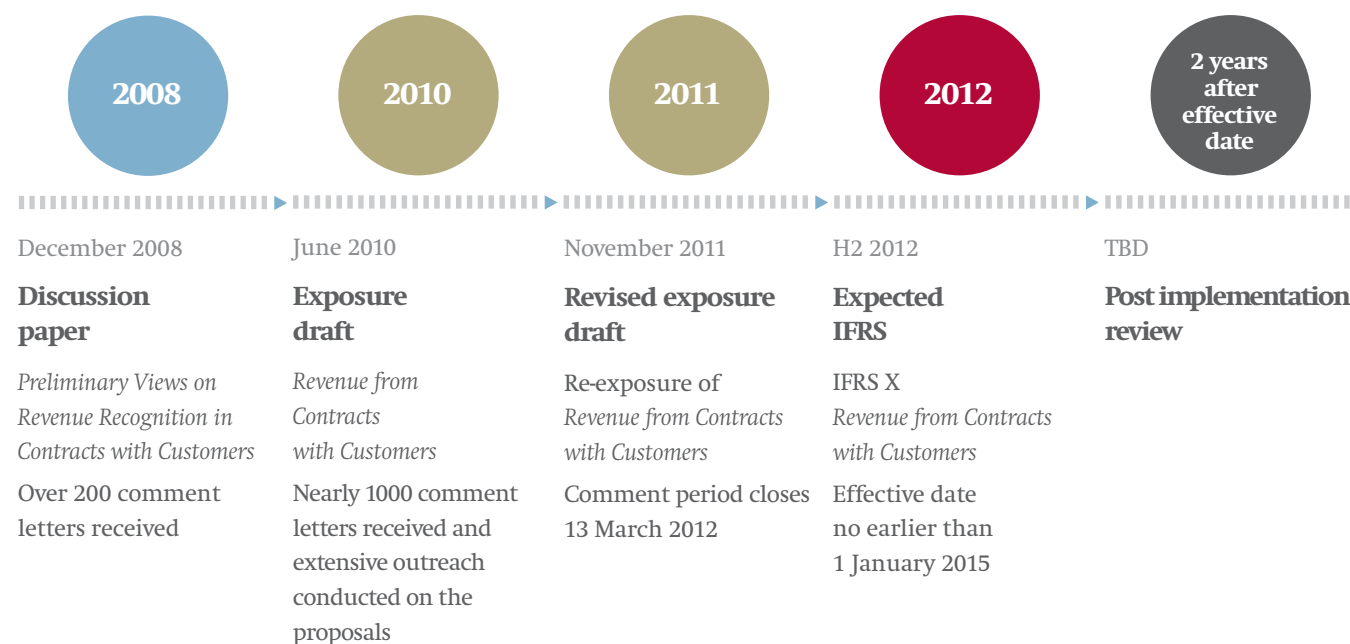 2008
2010
2011
2012
2 years
after
effective
date
December 2008
Discussion
paper
Preliminary Views on
Revenue Recognition in
Contracts with Customers
Over 200 comment
letters received
June 2010
Exposure
draft
Revenue from
Contracts
with Customers
Nearly 1000 comment
letters received and
extensive outreach
conducted on the
proposals
November 2011
Revised exposure
draft
Re-exposure of
Revenue from Contracts
with Customers
Comment period closes
13 March 2012
H2 2012
Expected
IFRS
IFRS X
Revenue from Contracts
with Customers
Effective date
no earlier than
1 January 2015
TBD
Post implementation
review